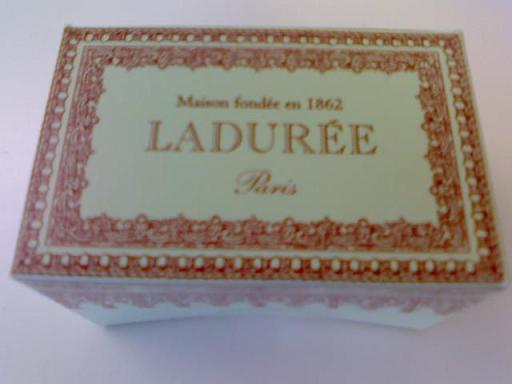 Maison fondée en 1862
LADURÉE
Paris